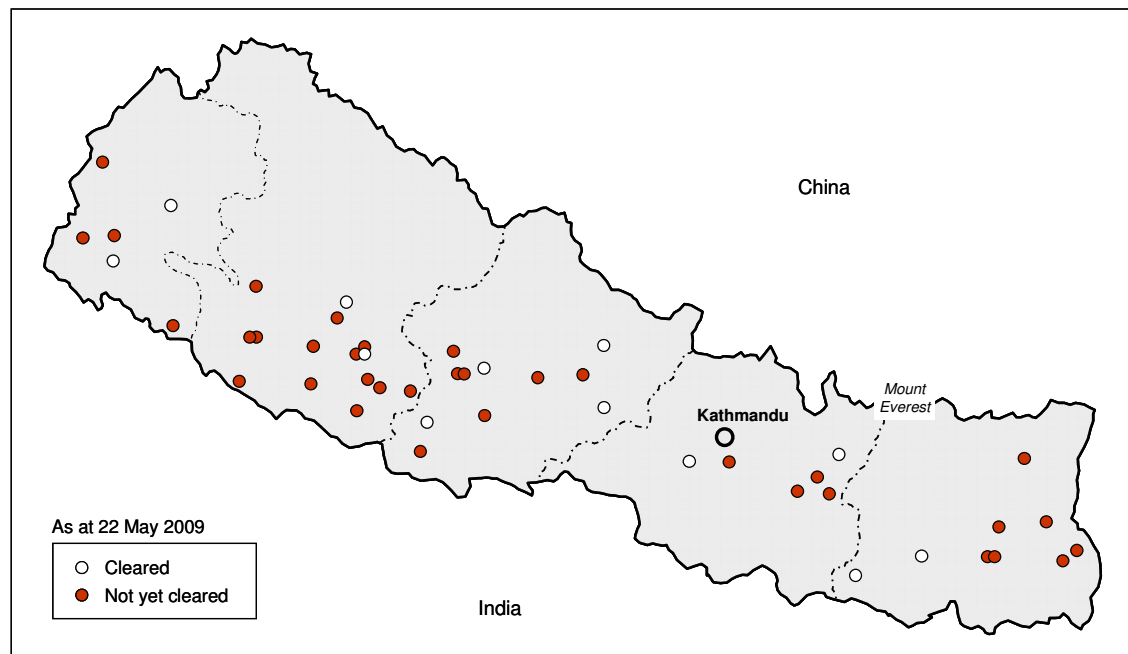 China
Mount
Everest
Kathmandu
As at 22 May 2009
Cleared
Not yet cleared
India